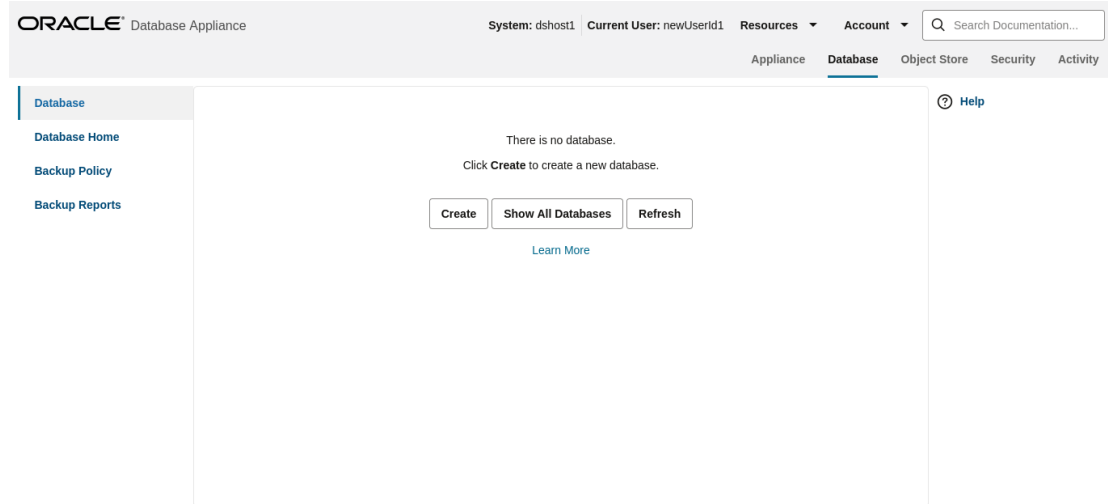 ORACLE® Database Appliance
System: dshost1 Current User: newUserId1 Resources Account Search Documentation...
Appliance Database Object Store Security Activity
Database
Database Home
Backup Policy
Backup Reports
There is no database.
Click Create to create a new database.
Create Show All Databases Refresh
Learn More
Help